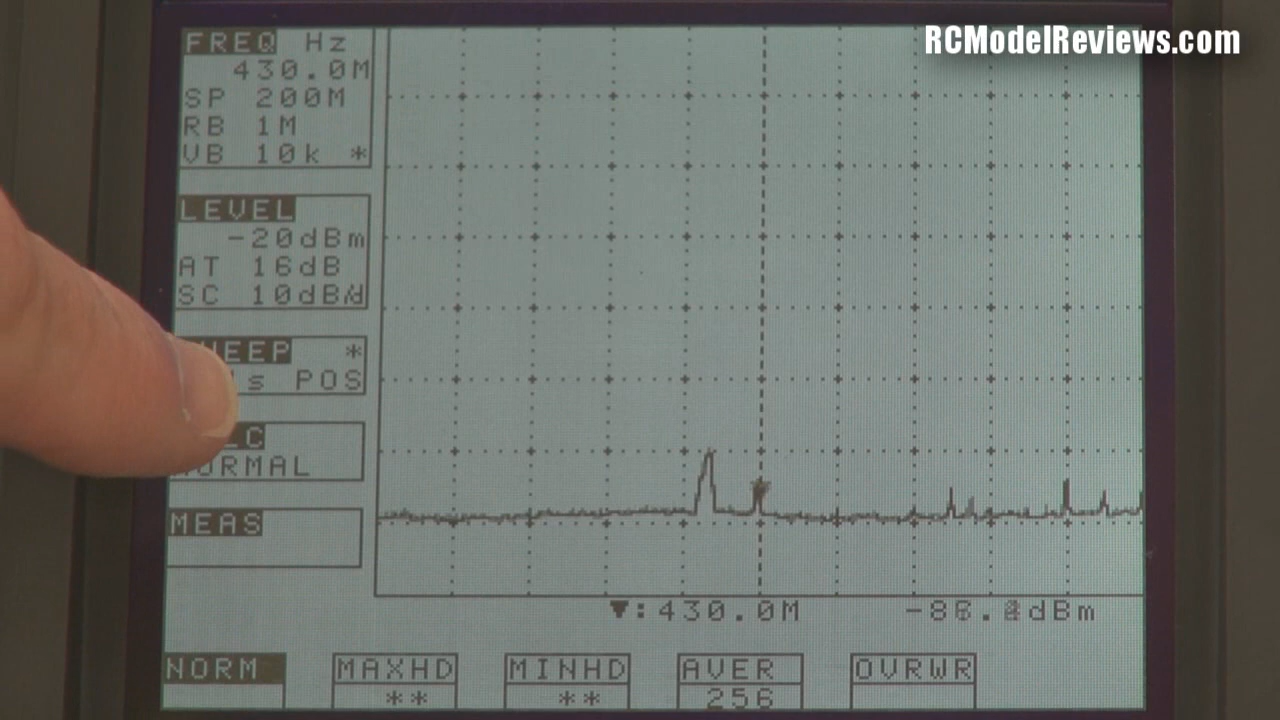 RCModelReviews.com
FREQ Hz
430.0M
SP 200M
RB 1M
VB 10k *
LEVEL
-20dBm
AT 16dB
SC 10dB/d
*
s POS
NORMAL
MEAS
▼:430.0M dBm
NORM MAXHD MINHD AVER OVRWR
** ** 256